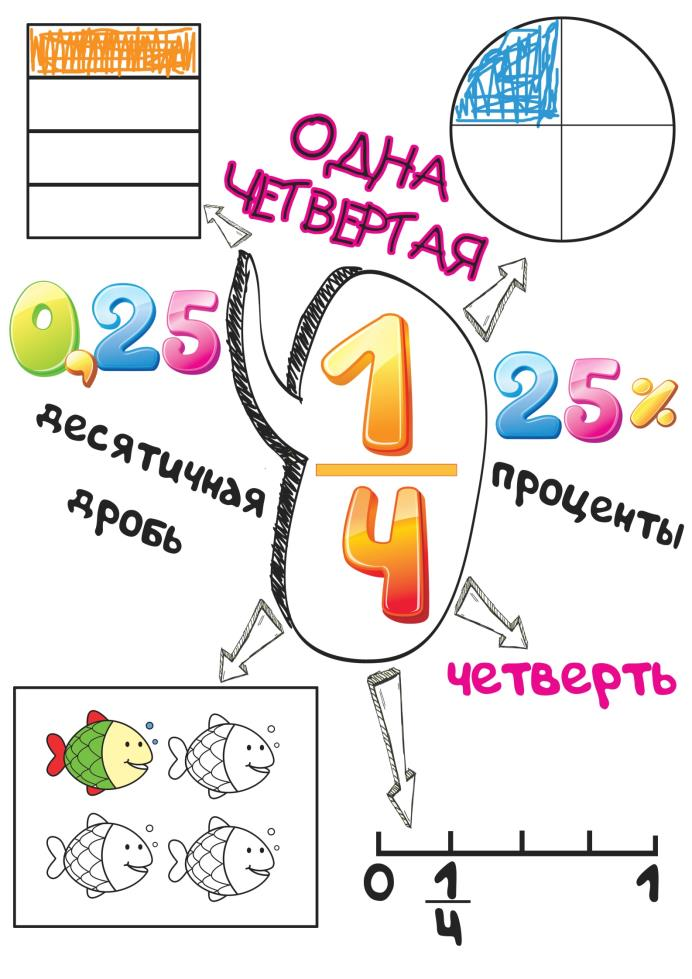 ОДНА
ЧЕТВЕРТАЯ
0,25
десятичная
дробь
1
4
25%
проценты
четверть
0
1
4
1